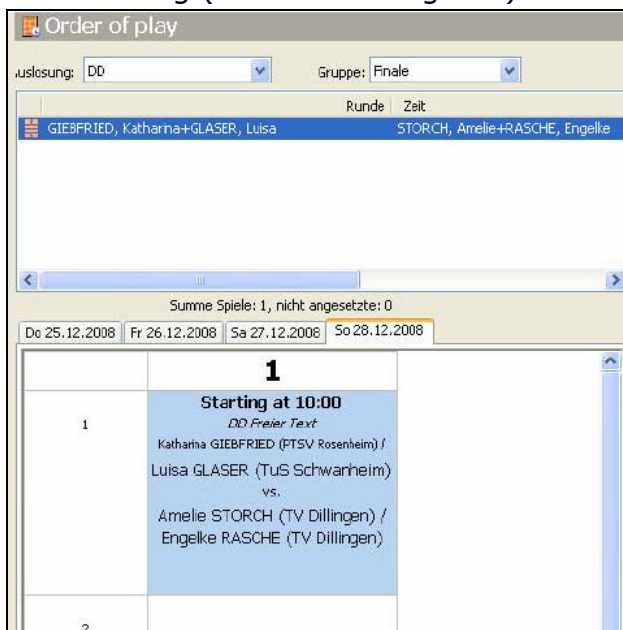 Order of play
uslosung: DD Gruppe: Finale
Runde Zeit
GIEBFRIED, Katharina+GLASER, Luisa STORCH, Amelie+RASCHE, Engelke
Summe Spiele: 1, nicht angesetzte: 0
Do 25.12.2008 Fr 26.12.2008 Sa 27.12.2008 So 28.12.2008
1
Starting at 10:00
1 DD Freier Text
Katharina GIEBFRIED (PTSV Rosenheim) /
Luisa GLASER (TuS Schwanheim)
vs.
Amelie STORCH (TV Dillingen) /
Engelke RASCHE (TV Dillingen)
2